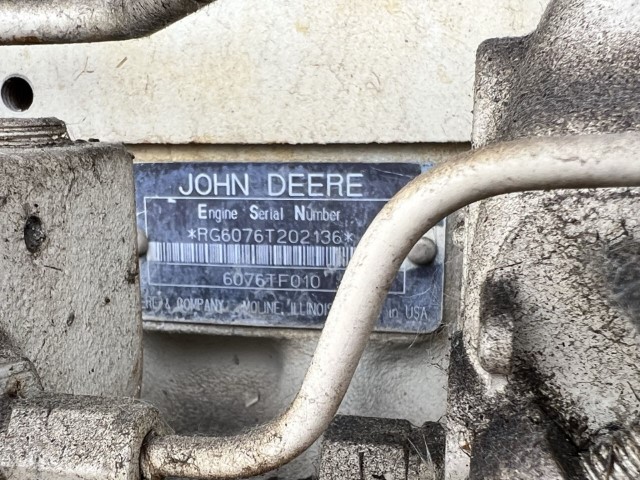 JOHN DEERE
Engine Serial Number
*RG6076T202136*
6076TF010
& COMPANY MOLINE, ILLINOIS in USA